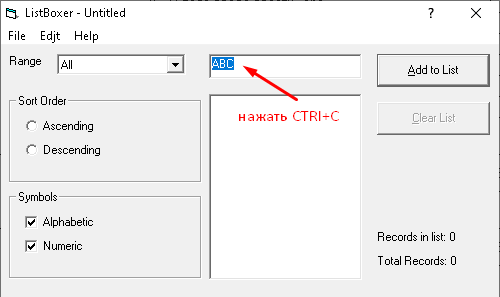 ListBoxer - Untitled
File Edit Help
Range All ABC Add to List
нажать CTRI+C
Clear List
Sort Order
Ascending
Descending
Symbols
Alphabetic
Numeric
Records in list: 0
Total Records: 0